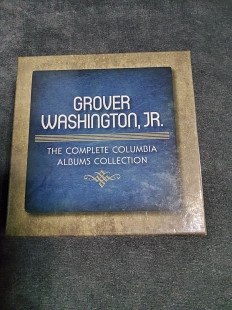 GROVER
WASHINGTON, JR.
THE COMPLETE COLUMBIA
ALBUMS COLLECTION